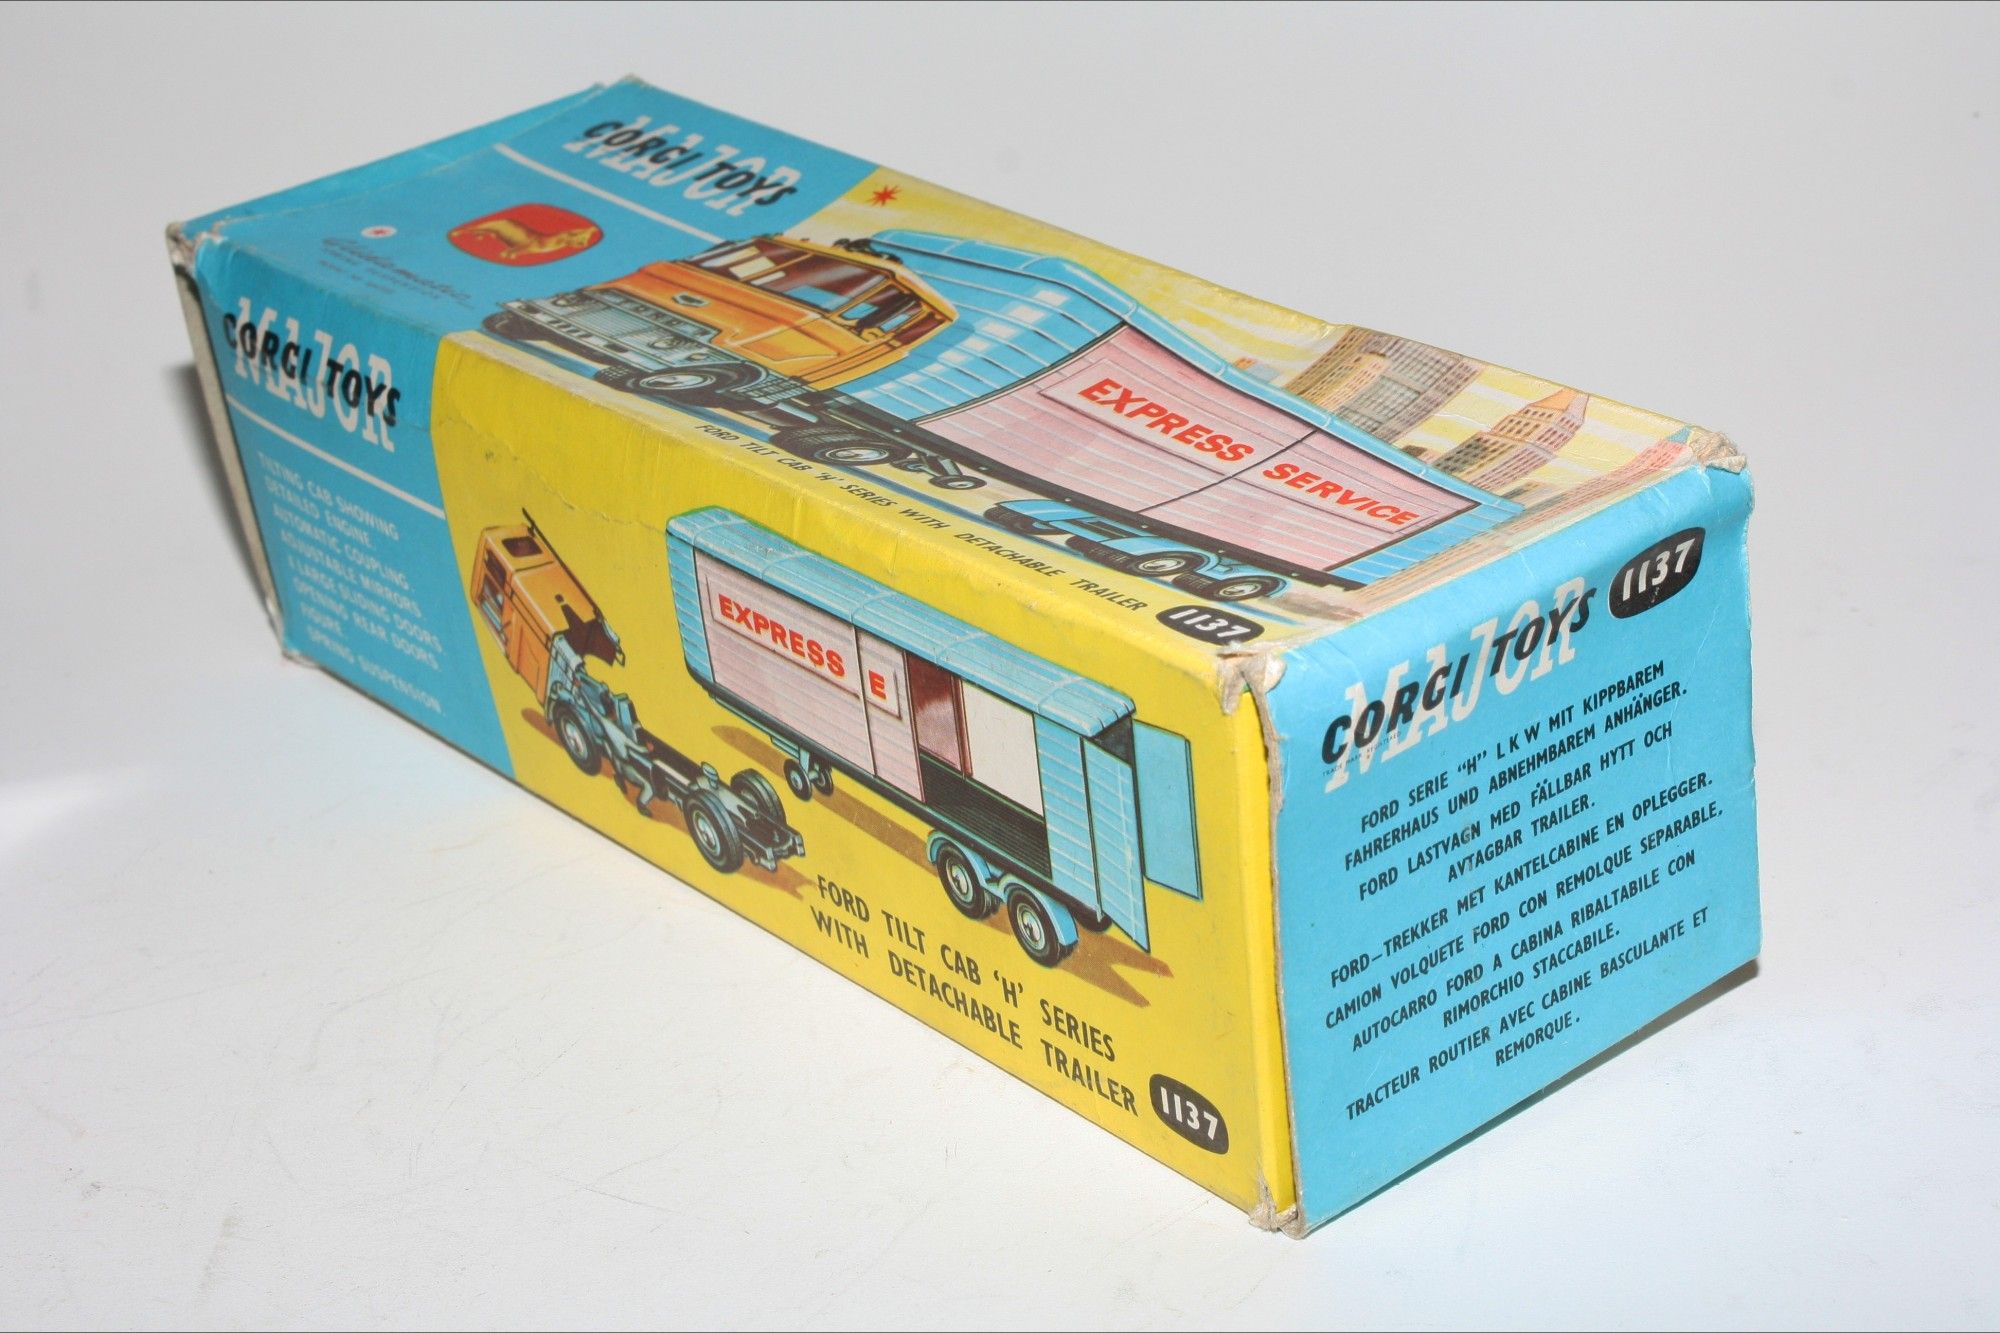 CORGI TOYS
MAJOR
Glidamatic
SPRING SUSPENSION
EXPRESS SERVICE
FORD TILT CAB 'H' SERIES WITH DETACHABLE TRAILER
1137
CORGI TOYS
MAJOR
TILTING CAB SHOWING
DETAILED ENGINE.
AUTOMATIC COUPLING.
ADJUSTABLE MIRRORS.
LARGE SLIDING DOORS.
OPENING REAR DOORS.
FIGURE.
SPRING SUSPENSION.
EXPRESS E
FORD TILT CAB 'H' SERIES
WITH DETACHABLE TRAILER
1137
CORGI TOYS
MAJOR
1137
FORD SERIE "H" L K W MIT KIPPBAREM
FAHRERHAUS UND ABNEHMBAREM ANHÄNGER.
FORD LASTVAGN MED FÄLLBAR HYTT OCH
AVTAGBAR TRAILER.
FORD-TREKKER MET KANTELCABINE EN OPLEGGER.
CAMION VOLQUETE FORD CON REMOLQUE SEPARABLE.
AUTOCARRO FORD A CABINA RIBALTABILE CON
RIMORCHIO STACCABILE.
TRACTEUR ROUTIER AVEC CABINE BASCULANTE ET
REMORQUE.